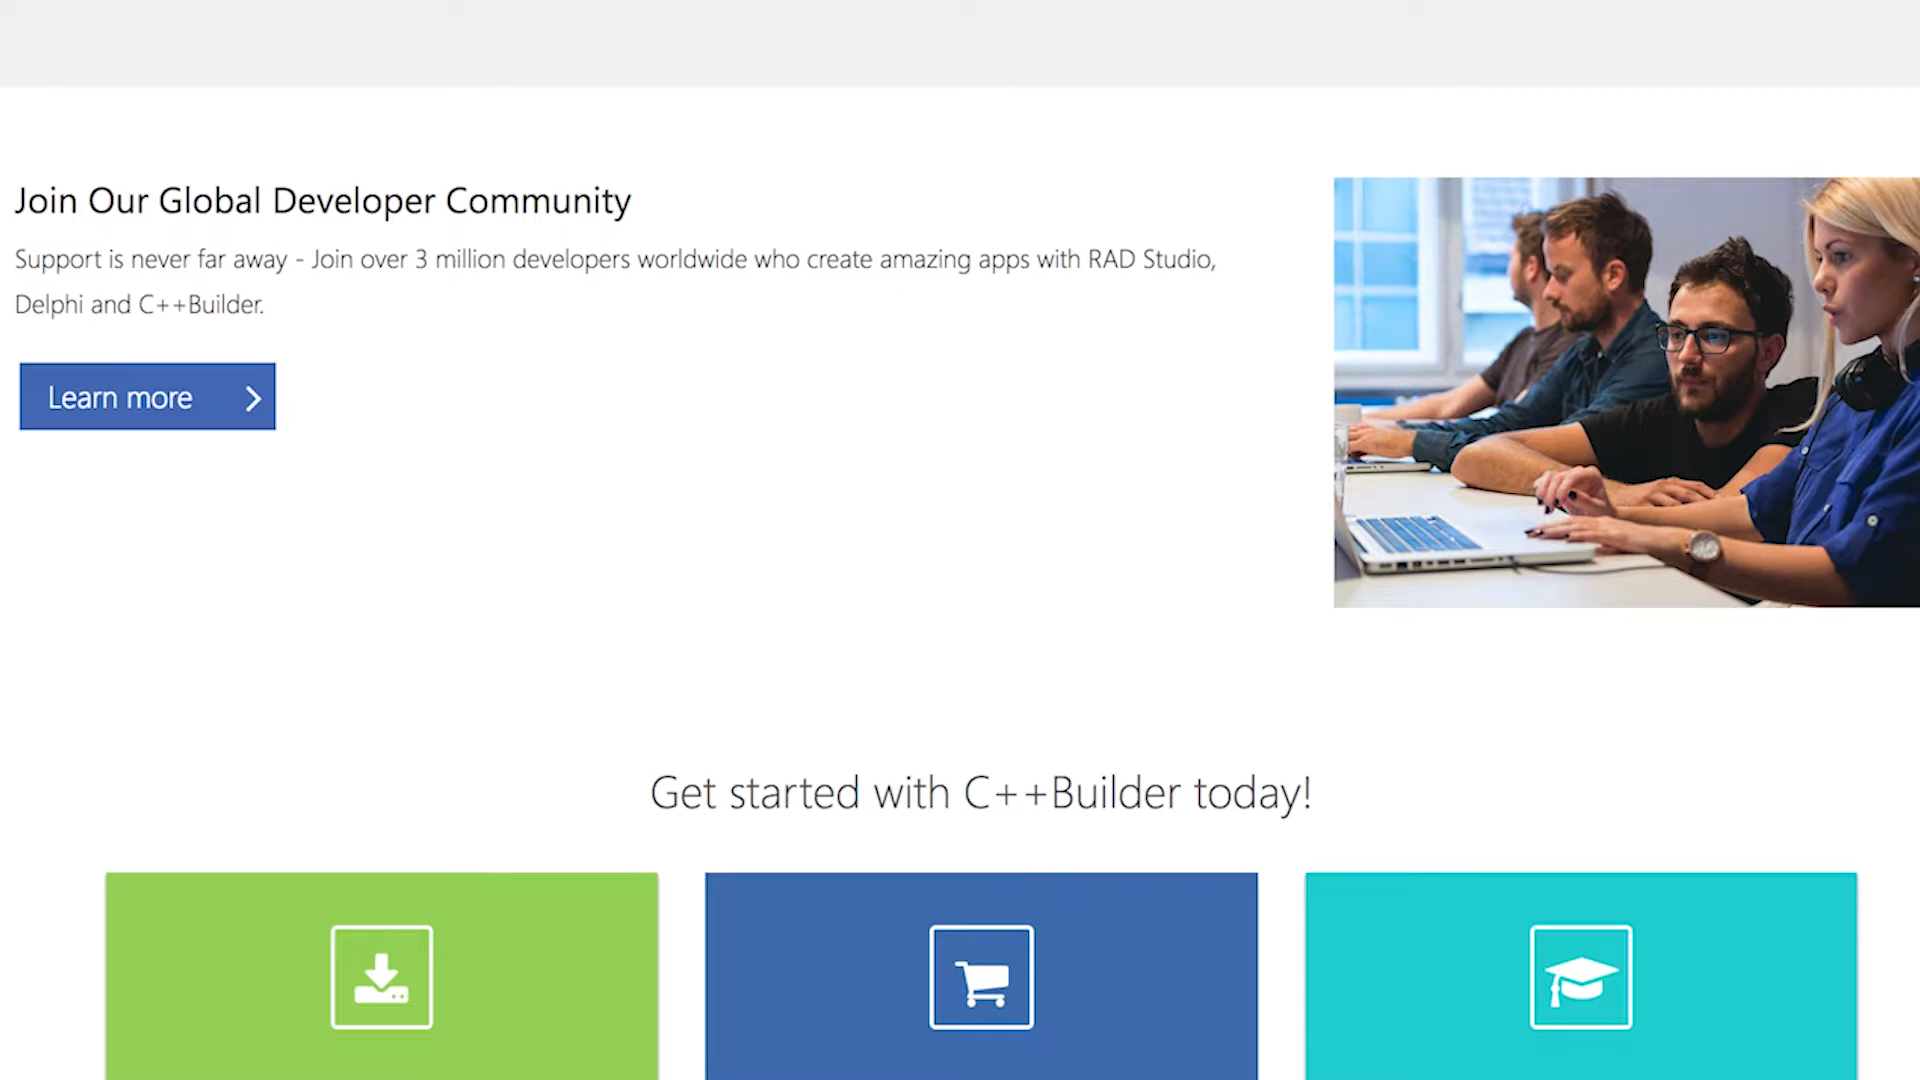 Join Our Global Developer Community
Support is never far away - Join over 3 million developers worldwide who create amazing apps with RAD Studio,
Delphi and C++Builder.
Learn more
Get started with C++Builder today!